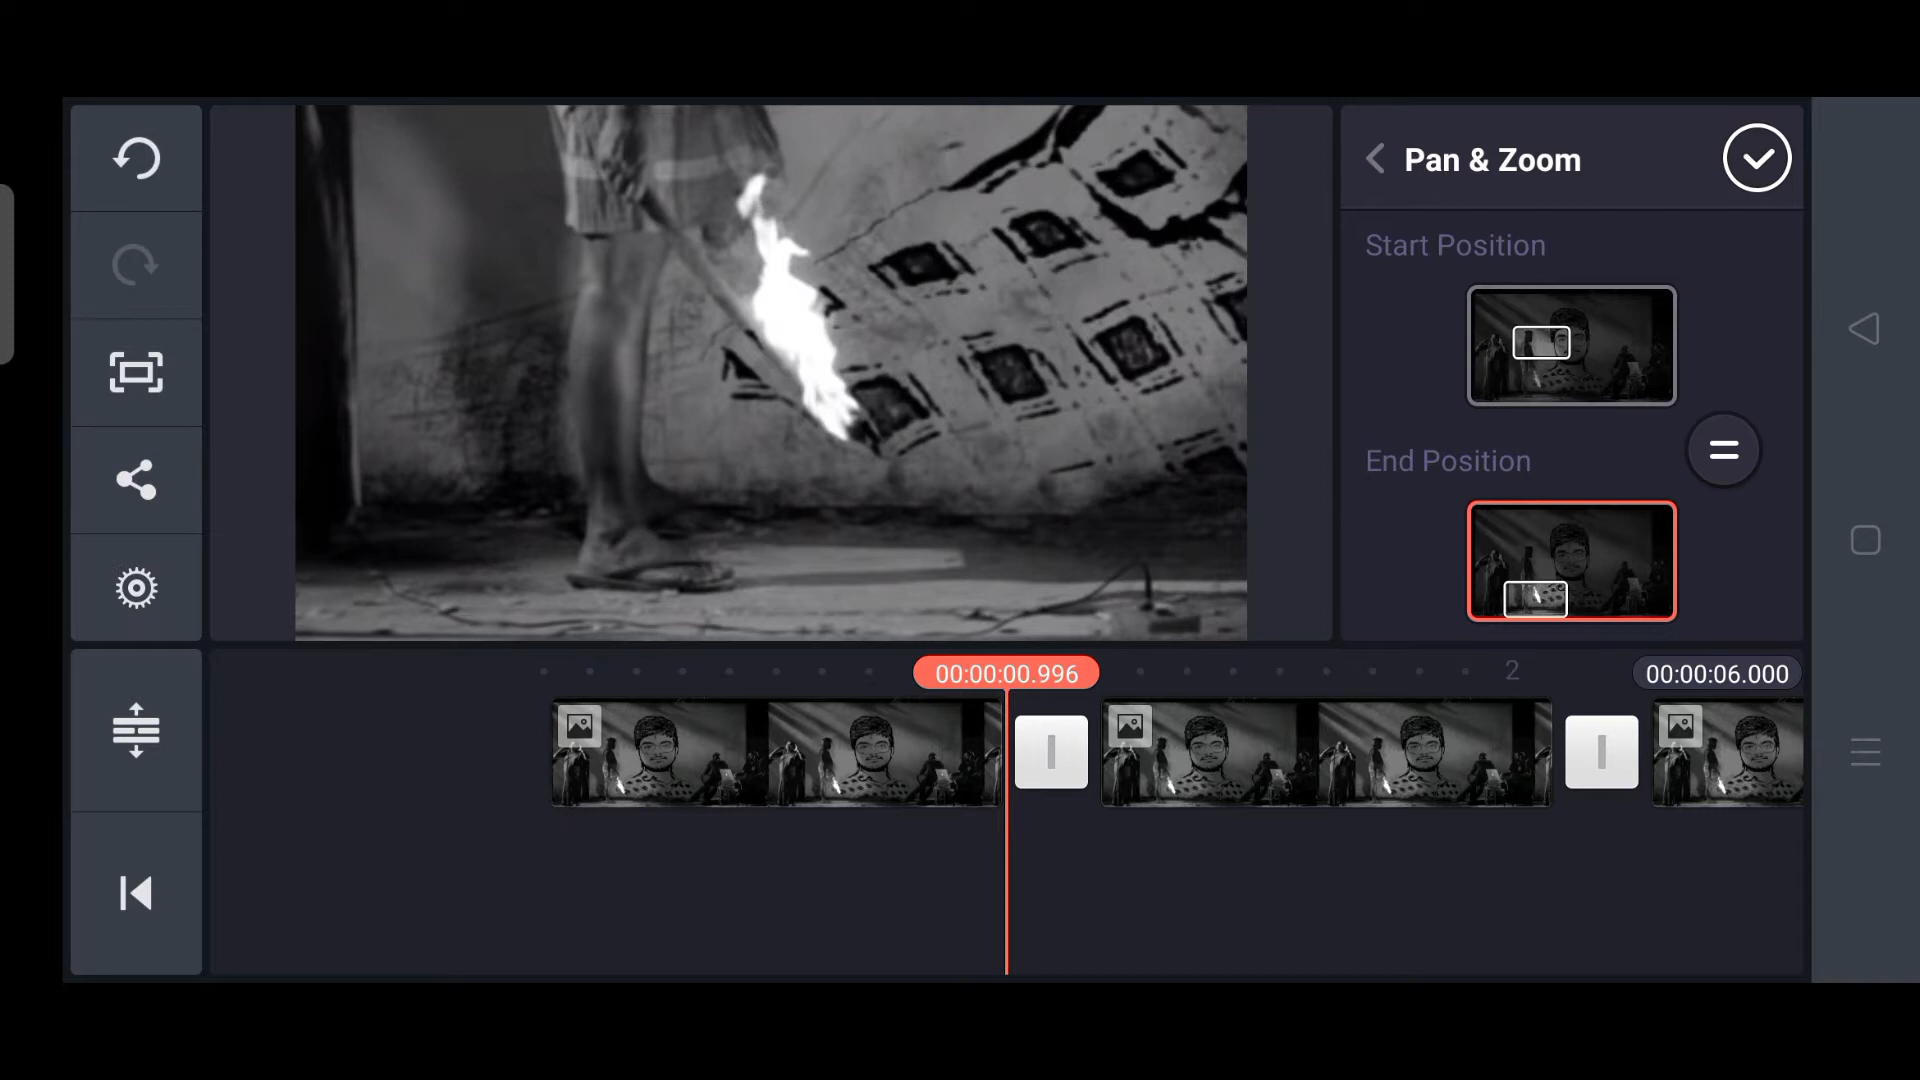 Pan & Zoom
Start Position
End Position
00:00:00.996
2
00:00:06.000